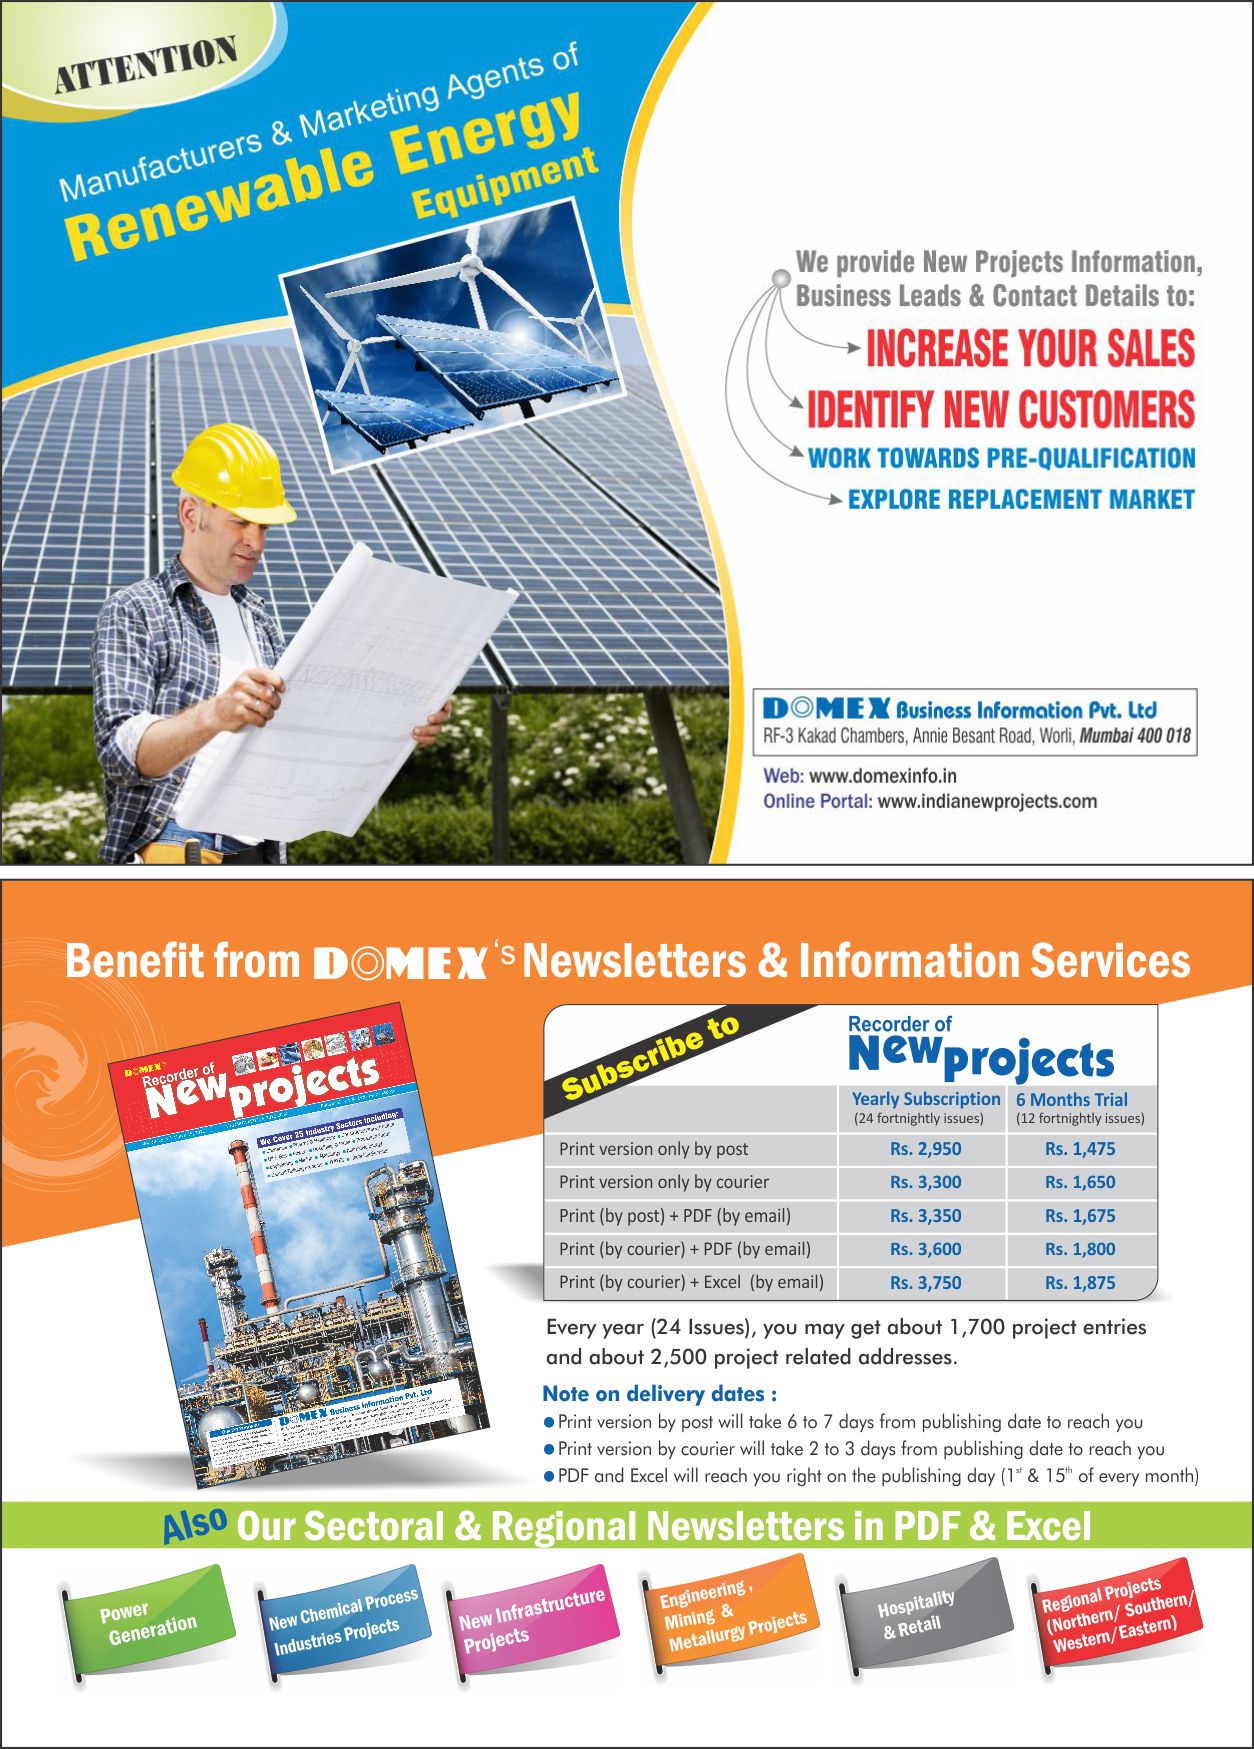 ATTENTION
Manufacturers & Marketing Agents of
Renewable Energy
Equipment
We provide New Projects Information,
Business Leads & Contact Details to:
INCREASE YOUR SALES
IDENTIFY NEW CUSTOMERS
WORK TOWARDS PRE-QUALIFICATION
EXPLORE REPLACEMENT MARKET
DOMEX Business Information Pvt. Ltd
RF-3 Kakad Chambers, Annie Besant Road, Worli, Mumbai 400 018
Web: www.domexinfo.in
Online Portal: www.indianewprojects.com
Benefit from DOMEX's Newsletters & Information Services
DOMEX
Recorder of
New projects
We Cover 25 Industry Sectors including:
DOMEX Business Information Pvt. Ltd
Subscribe to
Recorder of
New projects
Yearly Subscription 6 Months Trial
(24 fortnightly issues) (12 fortnightly issues)
Print version only by post Rs. 2,950 Rs. 1,475
Print version only by courier Rs. 3,300 Rs. 1,650
Print (by post) + PDF (by email) Rs. 3,350 Rs. 1,675
Print (by courier) + PDF (by email) Rs. 3,600 Rs. 1,800
Print (by courier) + Excel (by email) Rs. 3,750 Rs. 1,875
Every year (24 Issues), you may get about 1,700 project entries
and about 2,500 project related addresses.
Note on delivery dates :
● Print version by post will take 6 to 7 days from publishing date to reach you
● Print version by courier will take 2 to 3 days from publishing date to reach you
● PDF and Excel will reach you right on the publishing day (1st & 15th of every month)
Also Our Sectoral & Regional Newsletters in PDF & Excel
Power
Generation
New Chemical Process
Industries Projects
New Infrastructure
Projects
Engineering ,
Mining &
Metallurgy Projects
Hospitality
& Retail
Regional Projects
(Northern/ Southern/
Western/Eastern)